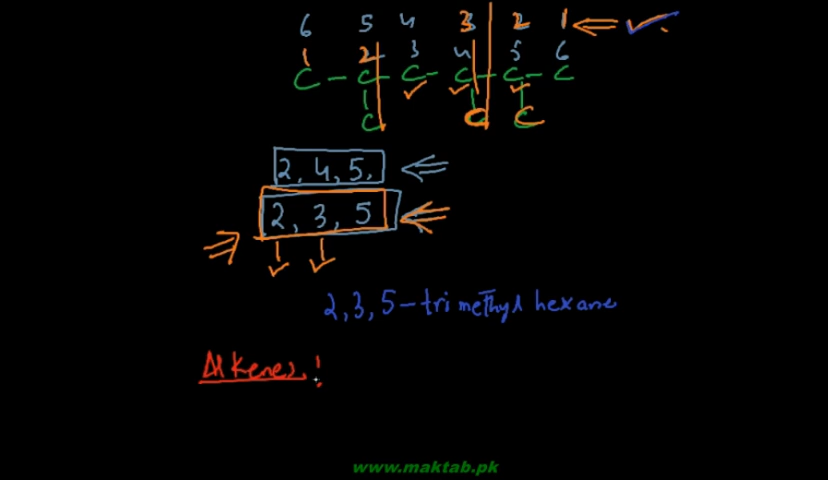 6 5 4 3 2 1
1 2 3 4 5 6
C - C - C - C - C - C
C C C
2, 4, 5,
2, 3, 5
2,3,5-trimethyl hexane
Alkenes:
www.maktab.pk